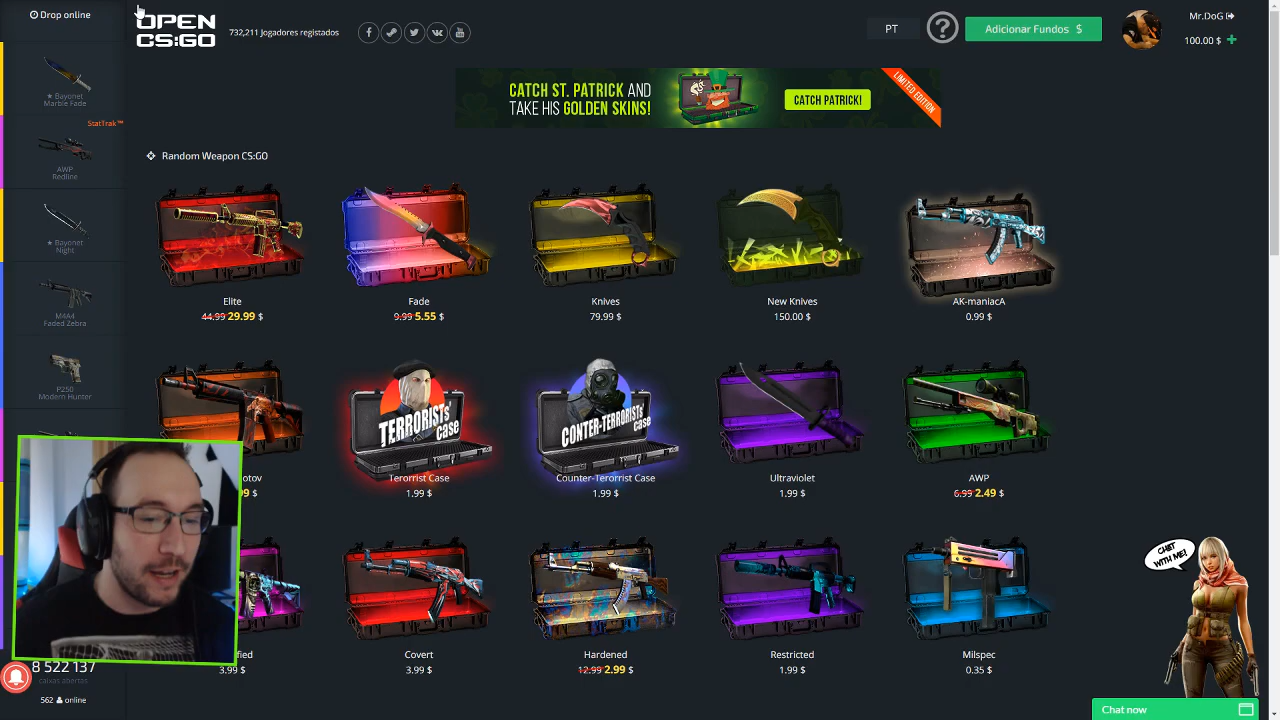 Drop online
OPEN
CS:GO
732,211 Jogadores registados
PT
?
Adicionar Fundos $
Mr.DoG
100.00 $ +
CATCH ST. PATRICK AND
TAKE HIS GOLDEN SKINS!
CATCH PATRICK!
LIMITED EDITION
★ Bayonet
Marble Fade
StatTrak™
AWP
Redline
★ Bayonet
Night
M4A4
Faded Zebra
P250
Modern Hunter
Random Weapon CS:GO
Elite
44.99 29.99 $
Fade
9.99 5.55 $
Knives
79.99 $
New Knives
150.00 $
AK-maniacA
0.99 $
otov
99 $
TERRORISTS'
CASE
Terorrist Case
1.99 $
CONTER-TERRORISTS'
CASE
Counter-Terorrist Case
1.99 $
Ultraviolet
1.99 $
AWP
6.99 2.49 $
fied
3.99 $
Covert
3.99 $
Hardened
12.99 2.99 $
Restricted
1.99 $
Milspec
0.35 $
CHAT
WITH ME!
8 522 137
caixas abertas
562 online
Chat now